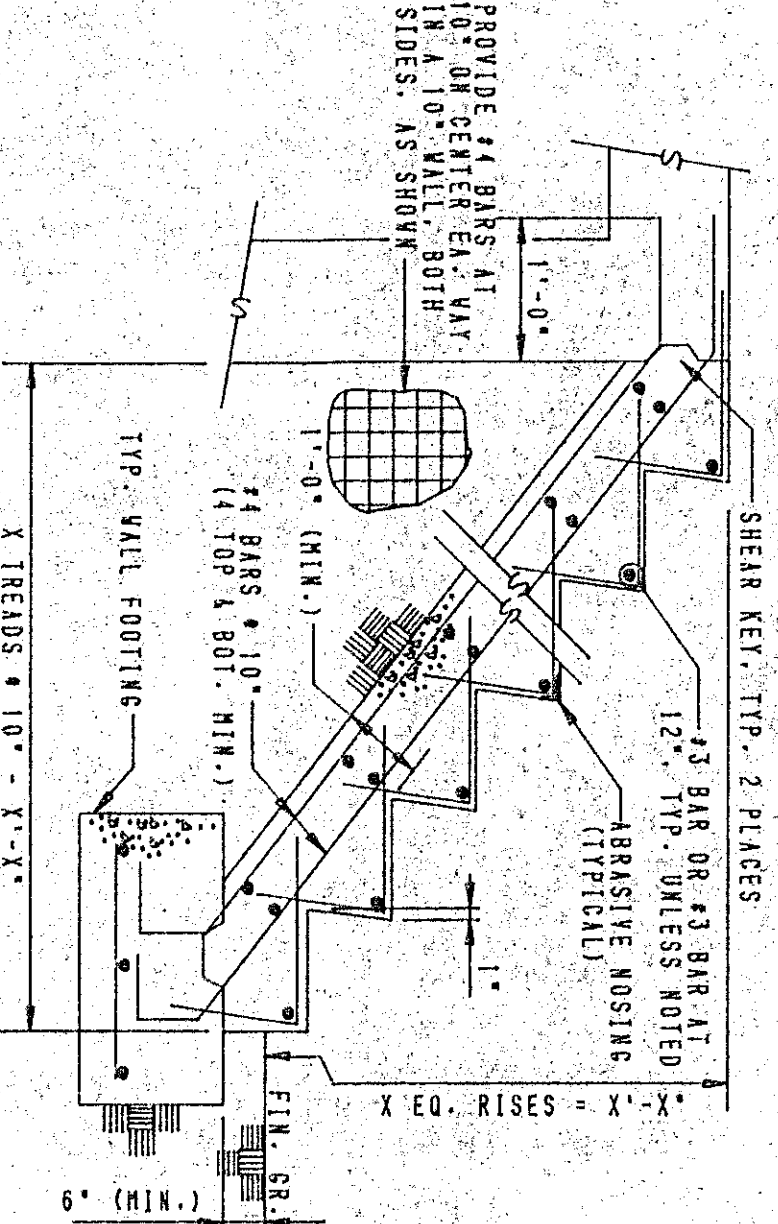 SHEAR KEY, TYP. 2 PLACES
#3 BAR OR #3 BAR AT
12", TYP. UNLESS NOTED
ABRASIVE NOSING
(TYPICAL)
1"
X EQ. RISES = X'-X"
FIN. GR.
6" (MIN.)
PROVIDE #4 BARS AT
10" ON CENTER EA. WAY
IN A 10" WALL, BOTH
SIDES, AS SHOWN
1'-0"
1'-0" (MIN.)
#4 BARS @ 10"
(4 TOP & BOT. MIN.)
TYP. WALL FOOTING
X TREADS @ 10" - X'-X"